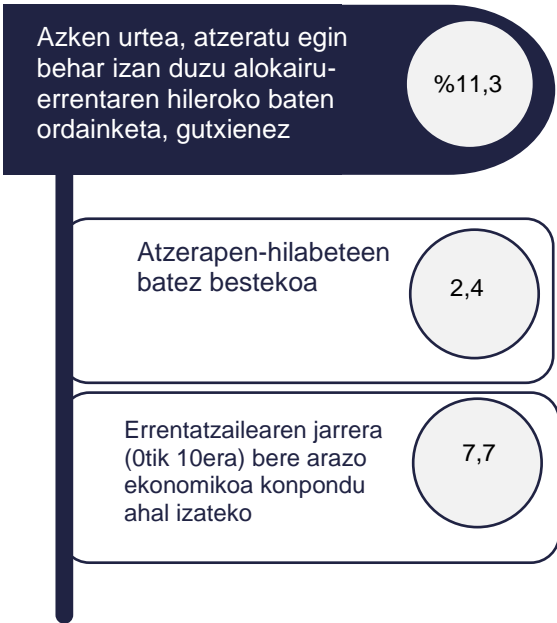 Azken urtea, atzeratu egin
behar izan duzu alokairu-
errentaren hileroko baten
ordainketa, gutxienez
%11,3
Atzerapen-hilabeteen
batez bestekoa
2,4
Errentatzailearen jarrera
(0tik 10era) bere arazo
ekonomikoa konpondu
ahal izateko
7,7